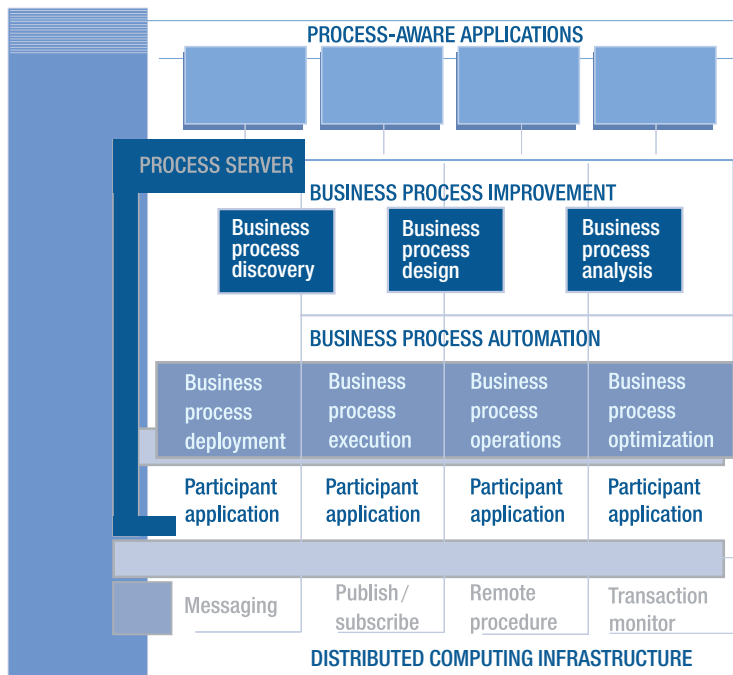 PROCESS-AWARE APPLICATIONS
PROCESS SERVER
BUSINESS PROCESS IMPROVEMENT
Business
process
discovery
Business
process
design
Business
process
analysis
BUSINESS PROCESS AUTOMATION
Business
process
deployment
Business
process
execution
Business
process
operations
Business
process
optimization
Participant
application
Participant
application
Participant
application
Participant
application
Messaging
Publish/
subscribe
Remote
procedure
Transaction
monitor
DISTRIBUTED COMPUTING INFRASTRUCTURE